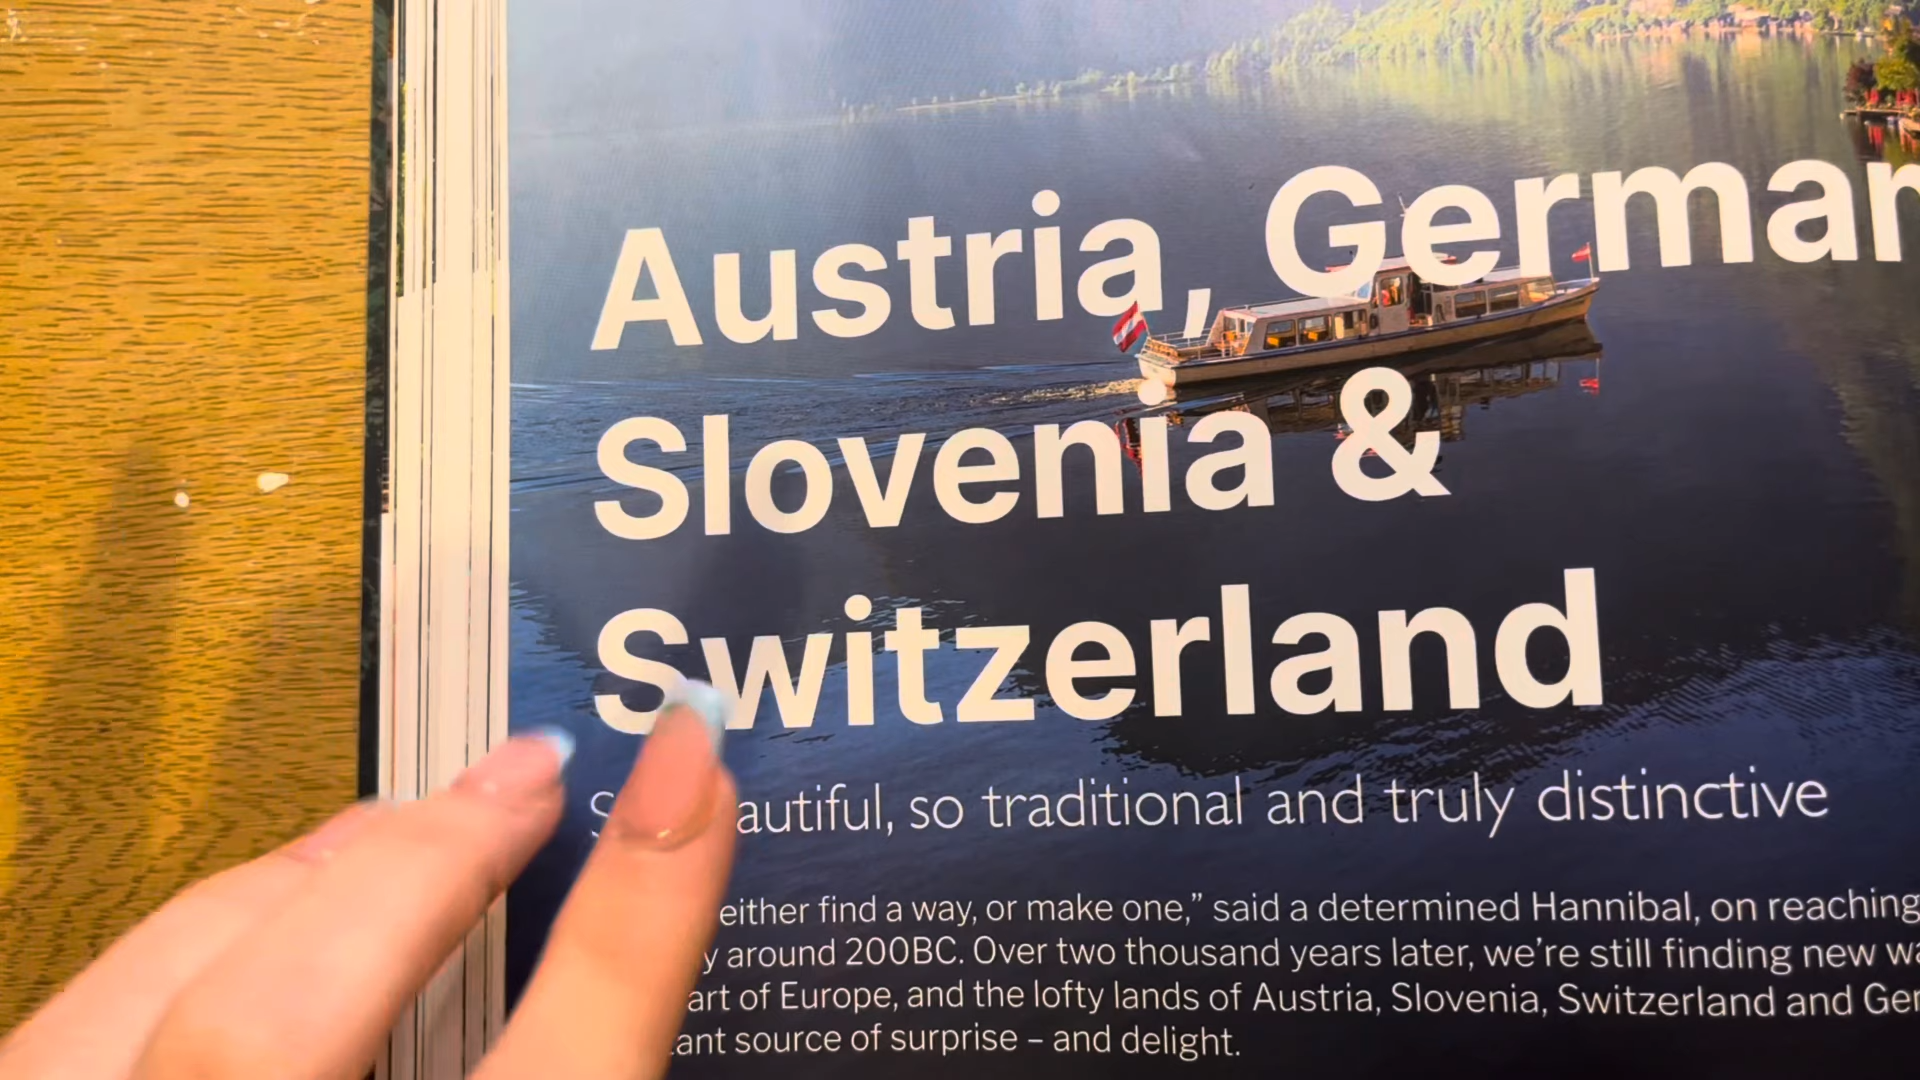 Austria, German
Slovenia &
Switzerland
autiful, so traditional and truly distinctive
either find a way, or make one,” said a determined Hannibal, on reaching
y around 200BC. Over two thousand years later, we’re still finding new wa
art of Europe, and the lofty lands of Austria, Slovenia, Switzerland and Ger
ant source of surprise – and delight.